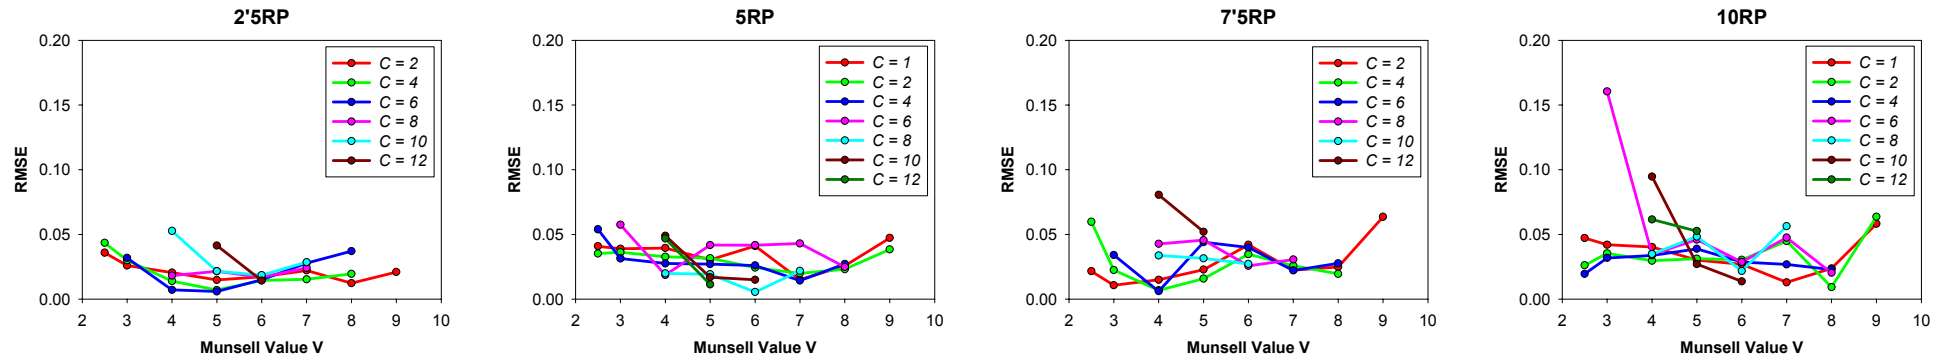 2'5RP
0.20
0.15
0.10
0.05
0.00
RMSE
2 3 4 5 6 7 8 9 10
Munsell Value V
C = 2
C = 4
C = 6
C = 8
C = 10
C = 12
5RP
0.20
0.15
0.10
0.05
0.00
RMSE
2 3 4 5 6 7 8 9 10
Munsell Value V
C = 1
C = 2
C = 4
C = 6
C = 8
C = 10
C = 12
7'5RP
0.20
0.15
0.10
0.05
0.00
RMSE
2 3 4 5 6 7 8 9 10
Munsell Value V
C = 2
C = 4
C = 6
C = 8
C = 10
C = 12
10RP
0.20
0.15
0.10
0.05
0.00
RMSE
2 3 4 5 6 7 8 9 10
Munsell Value V
C = 1
C = 2
C = 4
C = 6
C = 8
C = 10
C = 12